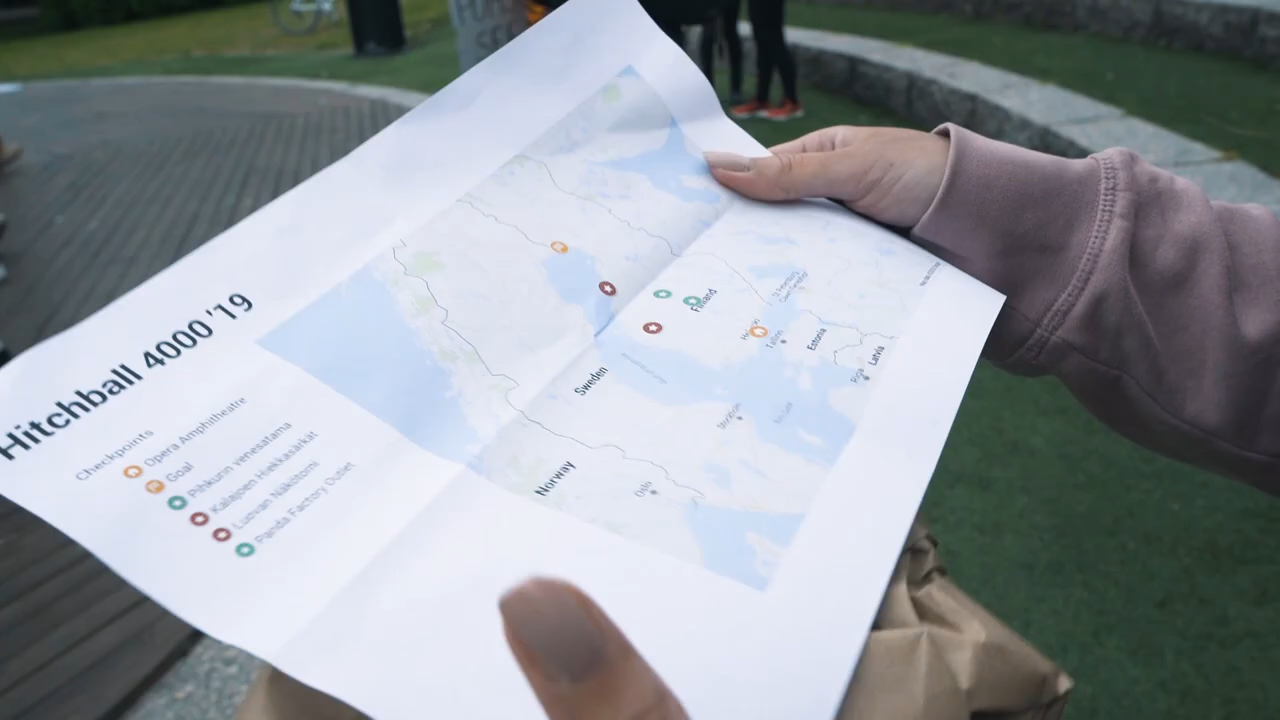 Hitchball 4000 '19
Checkpoints
Opera Amphitheatre
Goal
Pihkurin venesatama
Kalajoen Hiekkasärkät
Luovan Näkötorni
Panda Factory Outlet
Finland
Tallinn
Estonia
Latvia
Riga
Sweden
Norway
Oslo